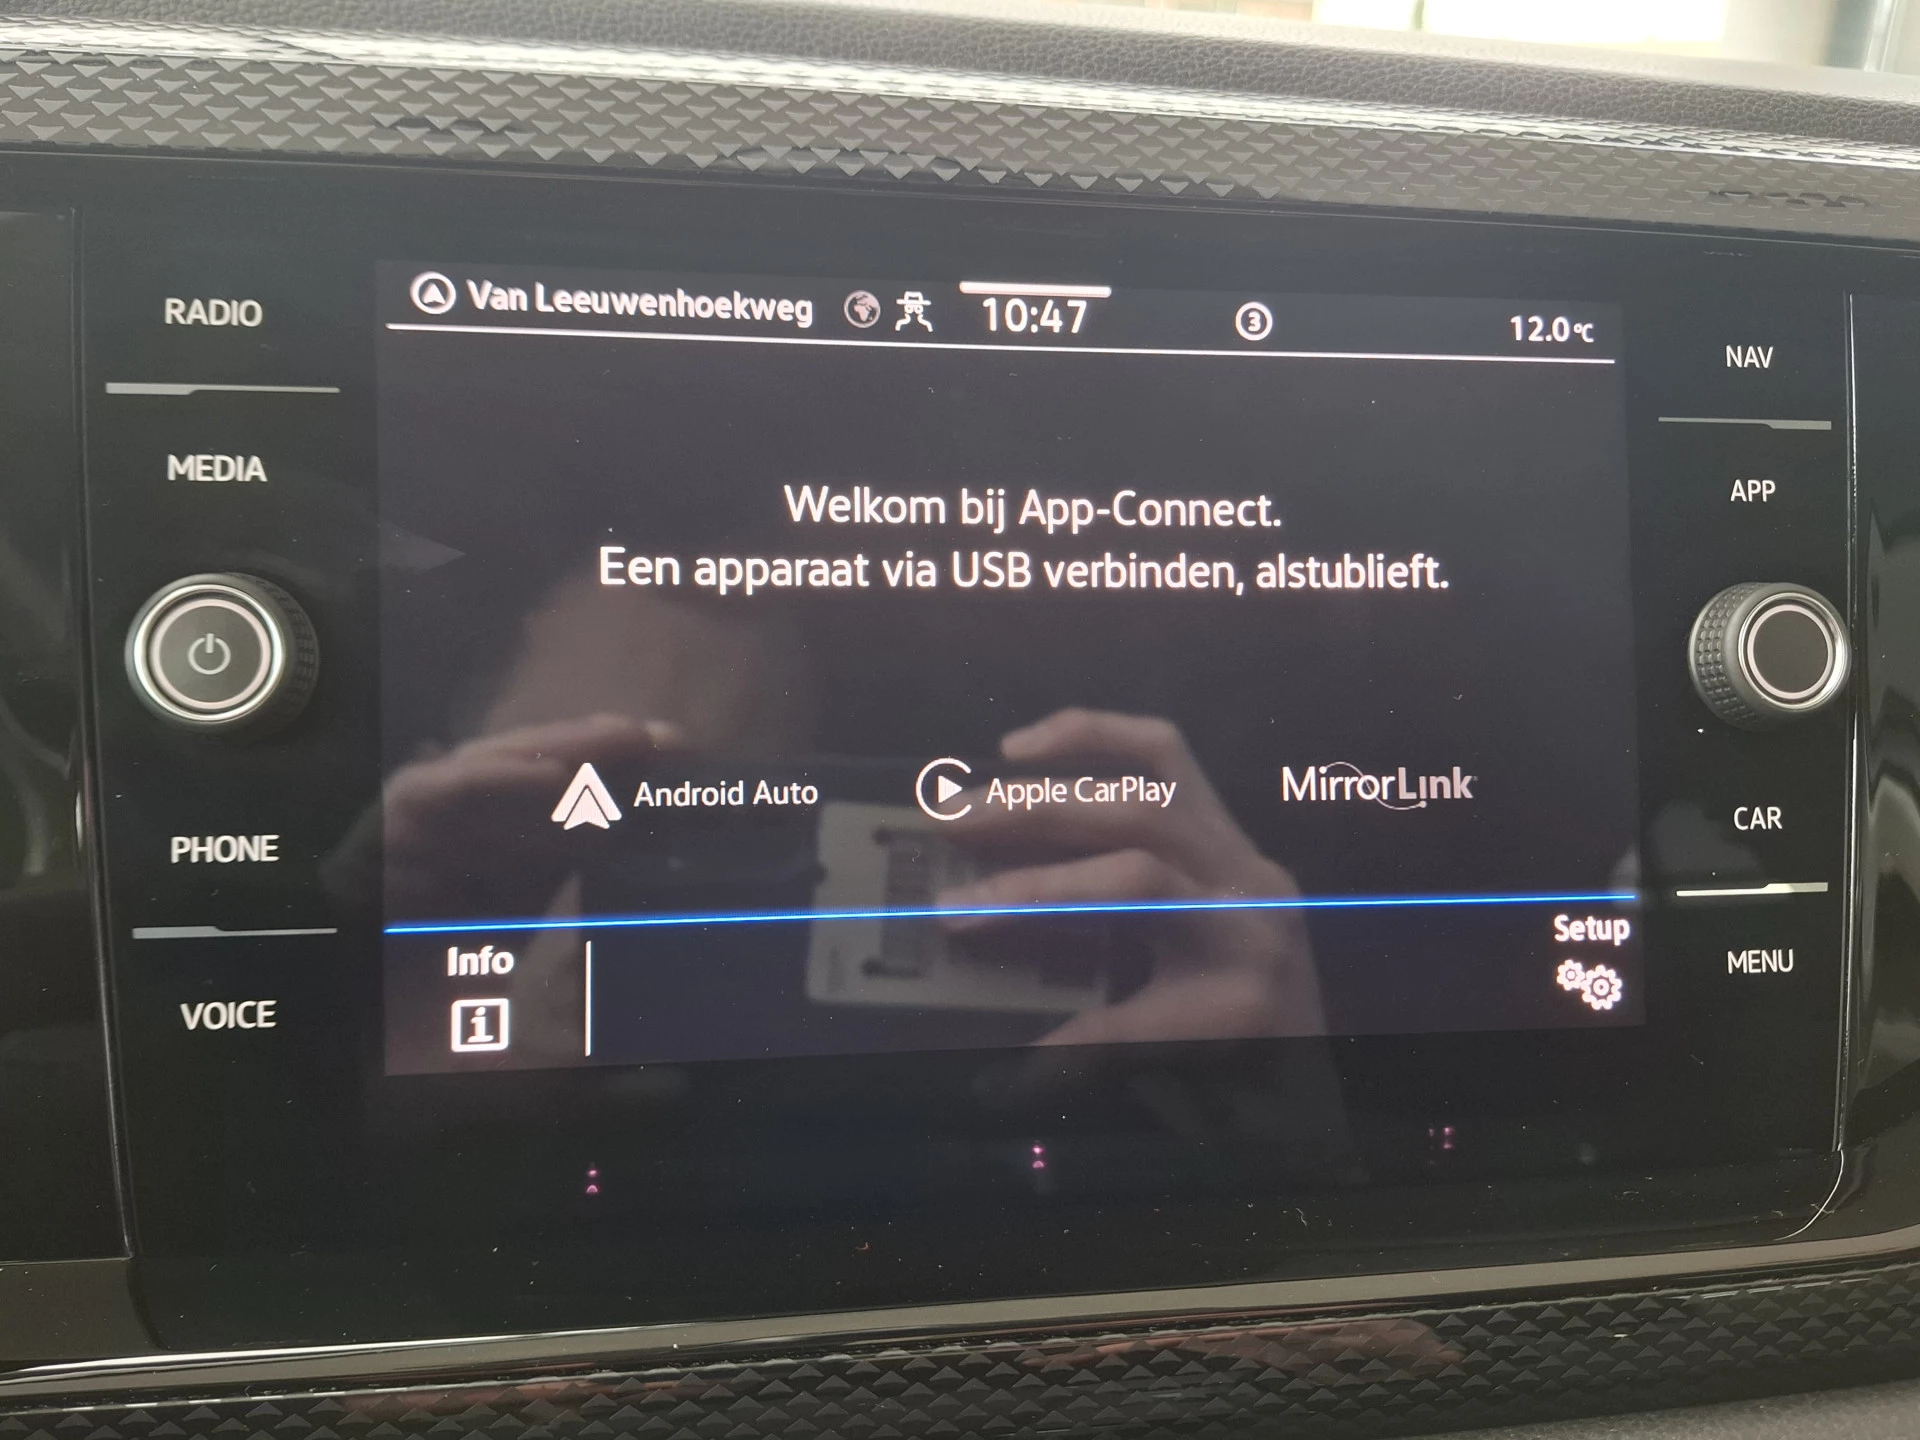 RADIO
MEDIA
PHONE
VOICE
Van Leeuwenhoekweg
10:47
3
12.0°C
Welkom bij App-Connect.
Een apparaat via USB verbinden, alstublieft.
Android Auto
Apple CarPlay
MirrorLink
Info
i
Setup
NAV
APP
CAR
MENU